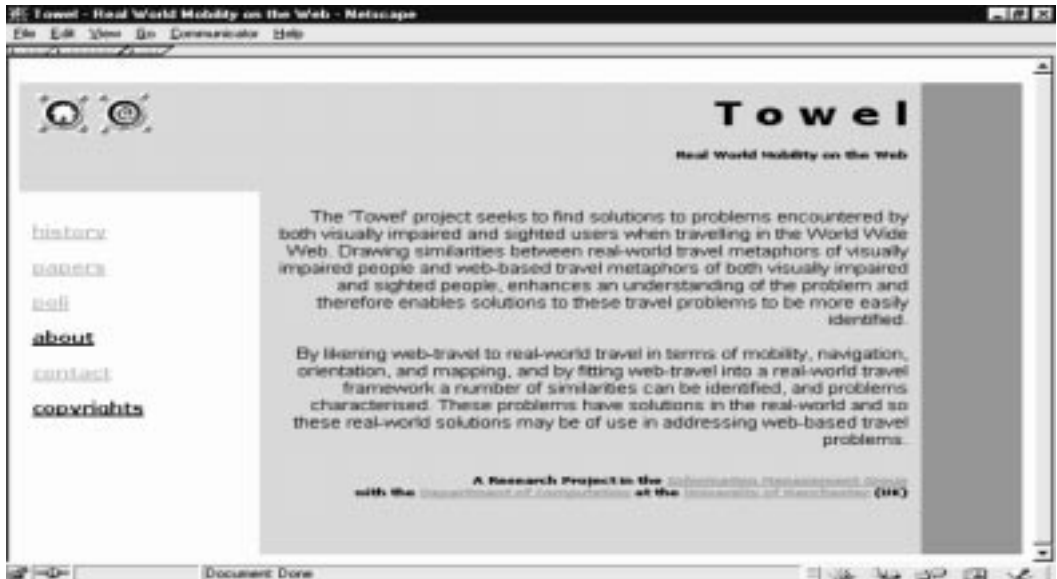 Towel - Real World Mobility on the Web - Netscape
File Edit View Go Communicator Help
Towel
Real World Mobility on the Web
history
papers
poli
about
contact
copyrights
The 'Towel' project seeks to find solutions to problems encountered by
both visually impaired and sighted users when travelling in the World Wide
Web. Drawing similarities between real-world travel metaphors of visually
impaired people and web-based travel metaphors of both visually impaired
and sighted people, enhances an understanding of the problem and
therefore enables solutions to these travel problems to be more easily
identified.
By likening web-travel to real-world travel in terms of mobility, navigation,
orientation, and mapping, and by fitting web-travel into a real-world travel
framework a number of similarities can be identified, and problems
characterised. These problems have solutions in the real-world and so
these real-world solutions may be of use in addressing web-based travel
problems.
A Research Project in the Information Management Group
with the Department of Computation at the University of Manchester (UK)
Document Done